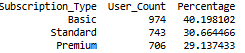 Subscription_Type User_Count Percentage
Basic 974 40.198102
Standard 743 30.664466
Premium 706 29.137433